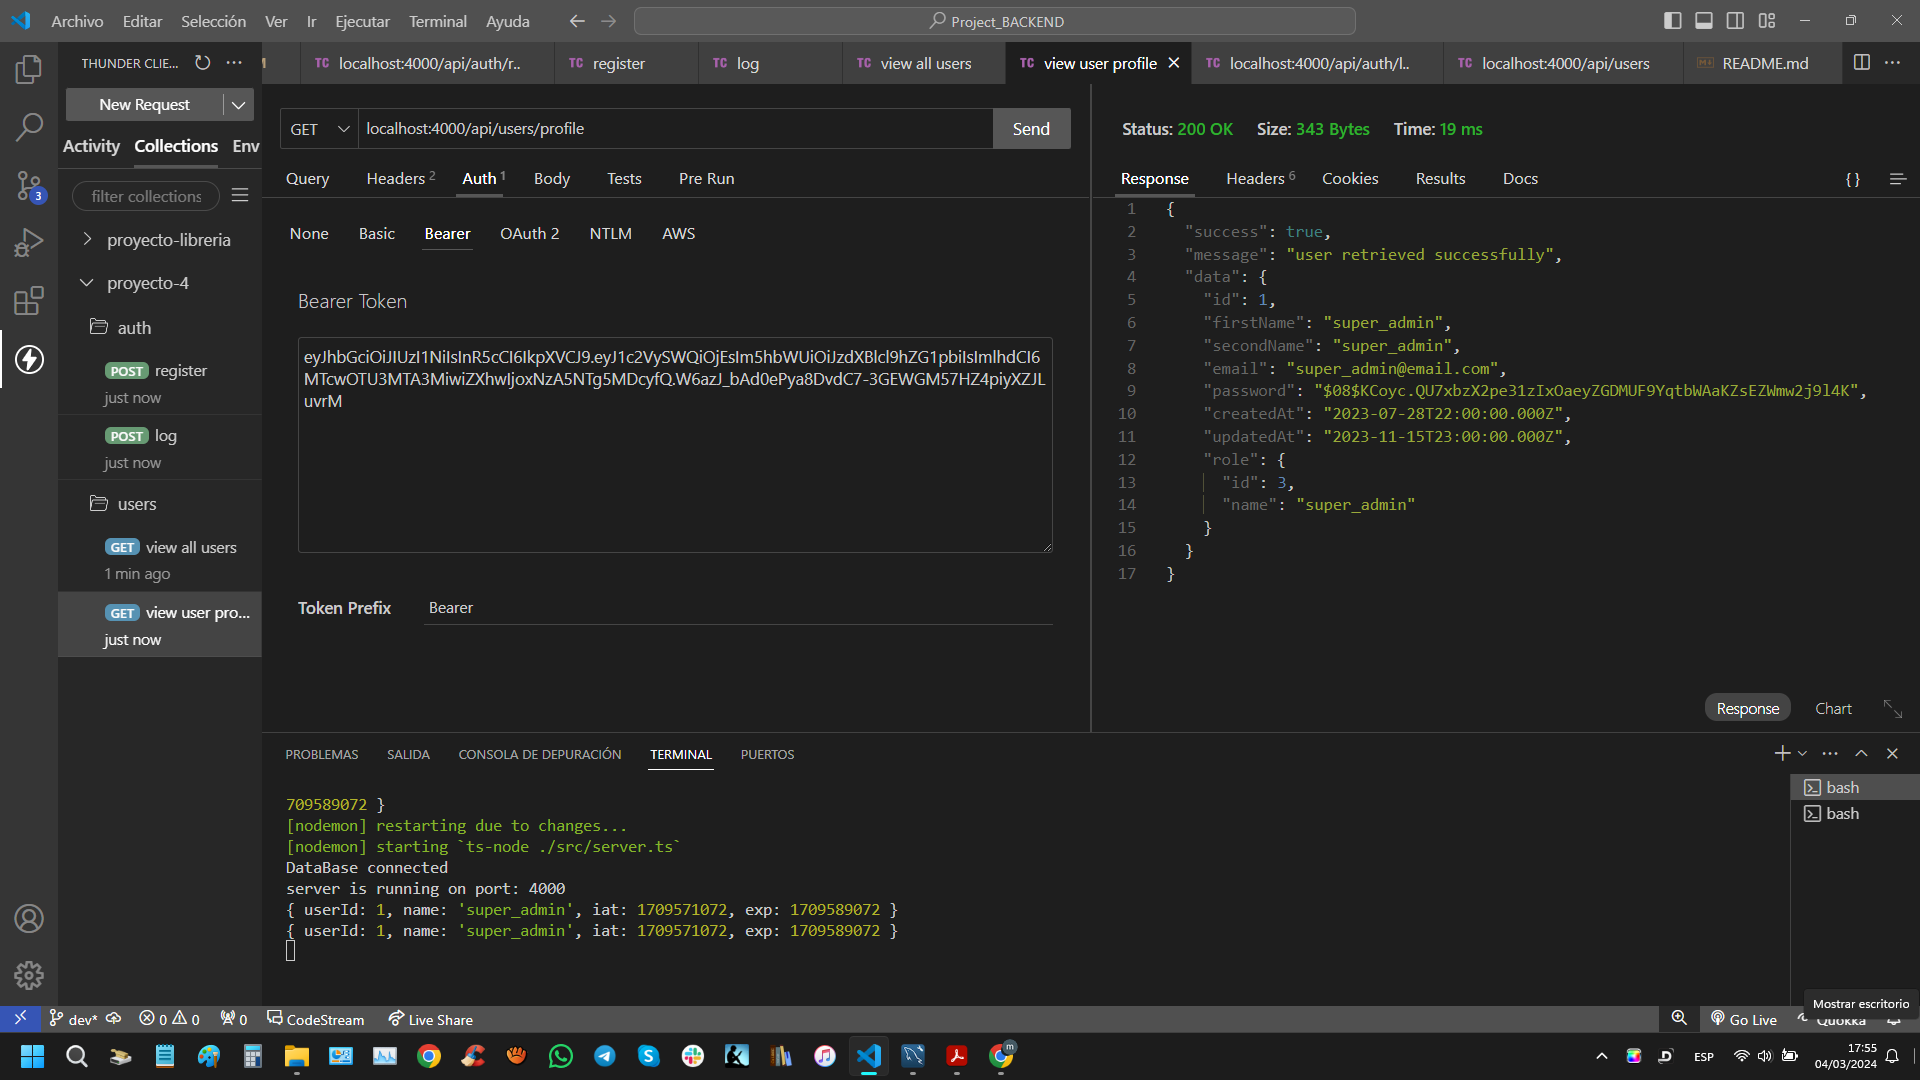 Archivo Editar Selección Ver Ir Ejecutar Terminal Ayuda
Project_BACKEND
THUNDER CLIE...
TC localhost:4000/api/auth/r..
TC register
TC log
TC view all users
TC view user profile
TC localhost:4000/api/auth/l..
TC localhost:4000/api/users
README.md
New Request
Activity Collections Env
filter collections
proyecto-libreria
proyecto-4
auth
POST register
just now
POST log
just now
users
GET view all users
1 min ago
GET view user pro...
just now
GET localhost:4000/api/users/profile Send
Query Headers 2 Auth 1 Body Tests Pre Run
None Basic Bearer OAuth 2 NTLM AWS
Bearer Token
eyJhbGciOiJIUzI1NiIsInR5cCI6IkpXVCJ9.eyJ1c2VySWQiOjEsIm5hbWUiOiJzdXBlcl9hZG1pbiIsImlhdCI6
MTcwOTU3MTA3MiwiZXhwIjoxNzA5NTg5MDcyfQ.W6azJ_bAd0ePya8DvdC7-3GEWGM57HZ4piyXZJL
uvrM
Token Prefix Bearer
Status: 200 OK Size: 343 Bytes Time: 19 ms
Response Headers 6 Cookies Results Docs { }
1 {
2 "success": true,
3 "message": "user retrieved successfully",
4 "data": {
5 "id": 1,
6 "firstName": "super_admin",
7 "secondName": "super_admin",
8 "email": "super_admin@email.com",
9 "password": "$08$KCoyc.QU7xbzX2pe31zIxOaeyZGDMUF9YqtbWAaKZsEZWmw2j9l4K",
10 "createdAt": "2023-07-28T22:00:00.000Z",
11 "updatedAt": "2023-11-15T23:00:00.000Z",
12 "role": {
13 "id": 3,
14 "name": "super_admin"
15 }
16 }
17 }
Response Chart
PROBLEMAS SALIDA CONSOLA DE DEPURACIÓN TERMINAL PUERTOS
709589072 }
[nodemon] restarting due to changes...
[nodemon] starting `ts-node ./src/server.ts`
DataBase connected
server is running on port: 4000
{ userId: 1, name: 'super_admin', iat: 1709571072, exp: 1709589072 }
{ userId: 1, name: 'super_admin', iat: 1709571072, exp: 1709589072 }
bash
bash
3
Mostrar escritorio
dev* 0 0 0 CodeStream Live Share Go Live Quokka
ESP
17:55
04/03/2024